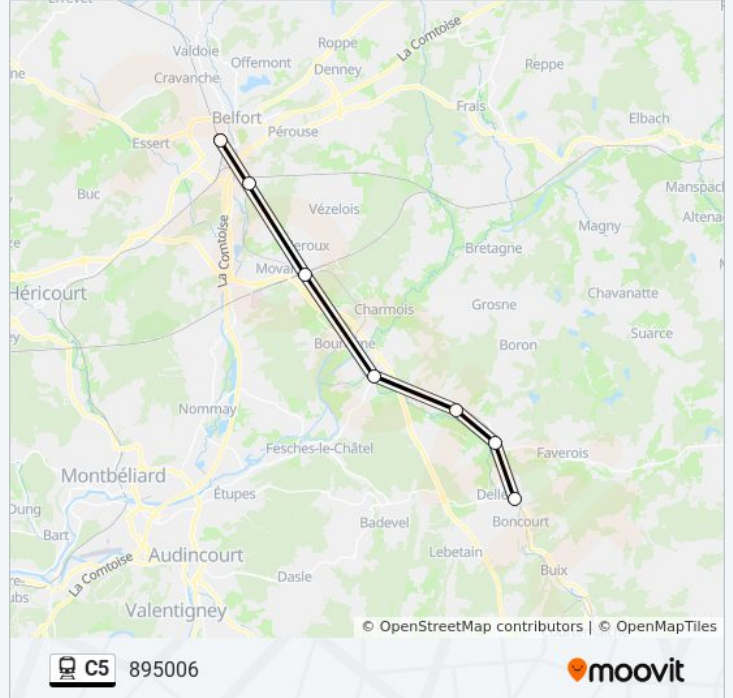 Valdoie
Roppe
La Comtoise
Offemont
Denney
Reppe
Cravanche
Frais
Belfort
Elbach
Essert
Pérouse
Buc
Manspach
Vézelois
Magny
La Comtoise
Bretagne
Héricourt
Charmois
Grosne
Chavanatte
Suarce
Boron
Nommay
Fesches-le-Châtel
Faverois
Montbéliard
Étupes
Delle
Dung
Badevel
Boncourt
Bart
Audincourt
Lebetain
Buix
La Comtoise
Dasle
Valentigney
© OpenStreetMap contributors | © OpenMapTiles
C5 895006
moovit